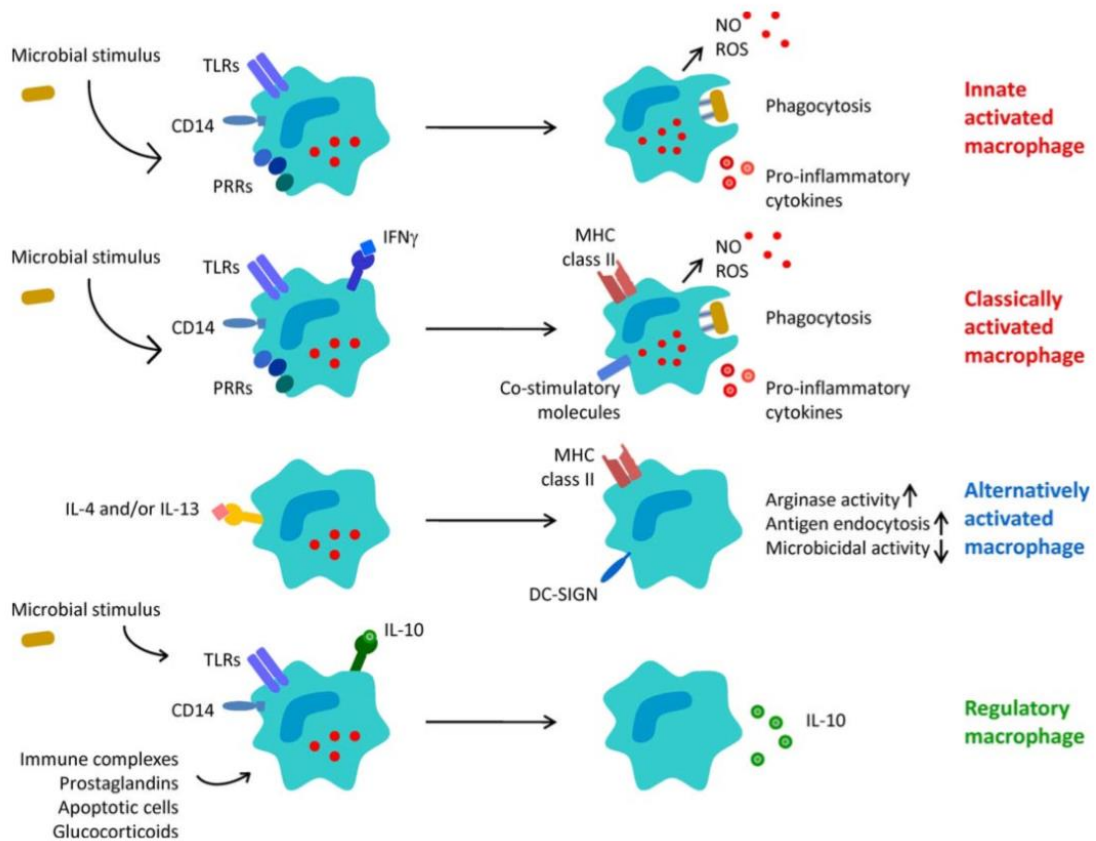 Microbial stimulus
TLRs
CD14
PRRs
NO
ROS
Phagocytosis
Pro-inflammatory
cytokines
Innate
activated
macrophage
Microbial stimulus
TLRs
IFNγ
CD14
PRRs
MHC
class II
Co-stimulatory
molecules
NO
ROS
Phagocytosis
Pro-inflammatory
cytokines
Classically
activated
macrophage
IL-4 and/or IL-13
MHC
class II
DC-SIGN
Arginase activity
Antigen endocytosis
Microbicidal activity
Alternatively
activated
macrophage
Microbial stimulus
TLRs
IL-10
CD14
Immune complexes
Prostaglandins
Apoptotic cells
Glucocorticoids
IL-10
Regulatory
macrophage